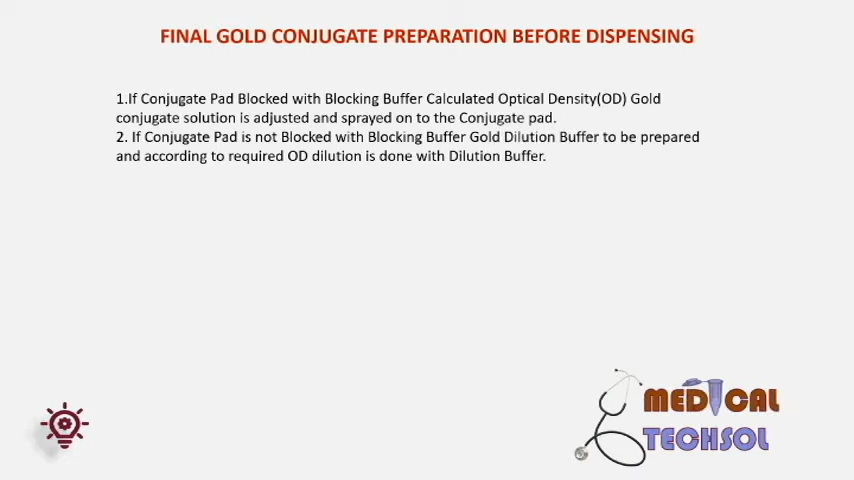 FINAL GOLD CONJUGATE PREPARATION BEFORE DISPENSING
1.If Conjugate Pad Blocked with Blocking Buffer Calculated Optical Density(OD) Gold
conjugate solution is adjusted and sprayed on to the Conjugate pad.
2. If Conjugate Pad is not Blocked with Blocking Buffer Gold Dilution Buffer to be prepared
and according to required OD dilution is done with Dilution Buffer.
MEDICAL
TECHSOL